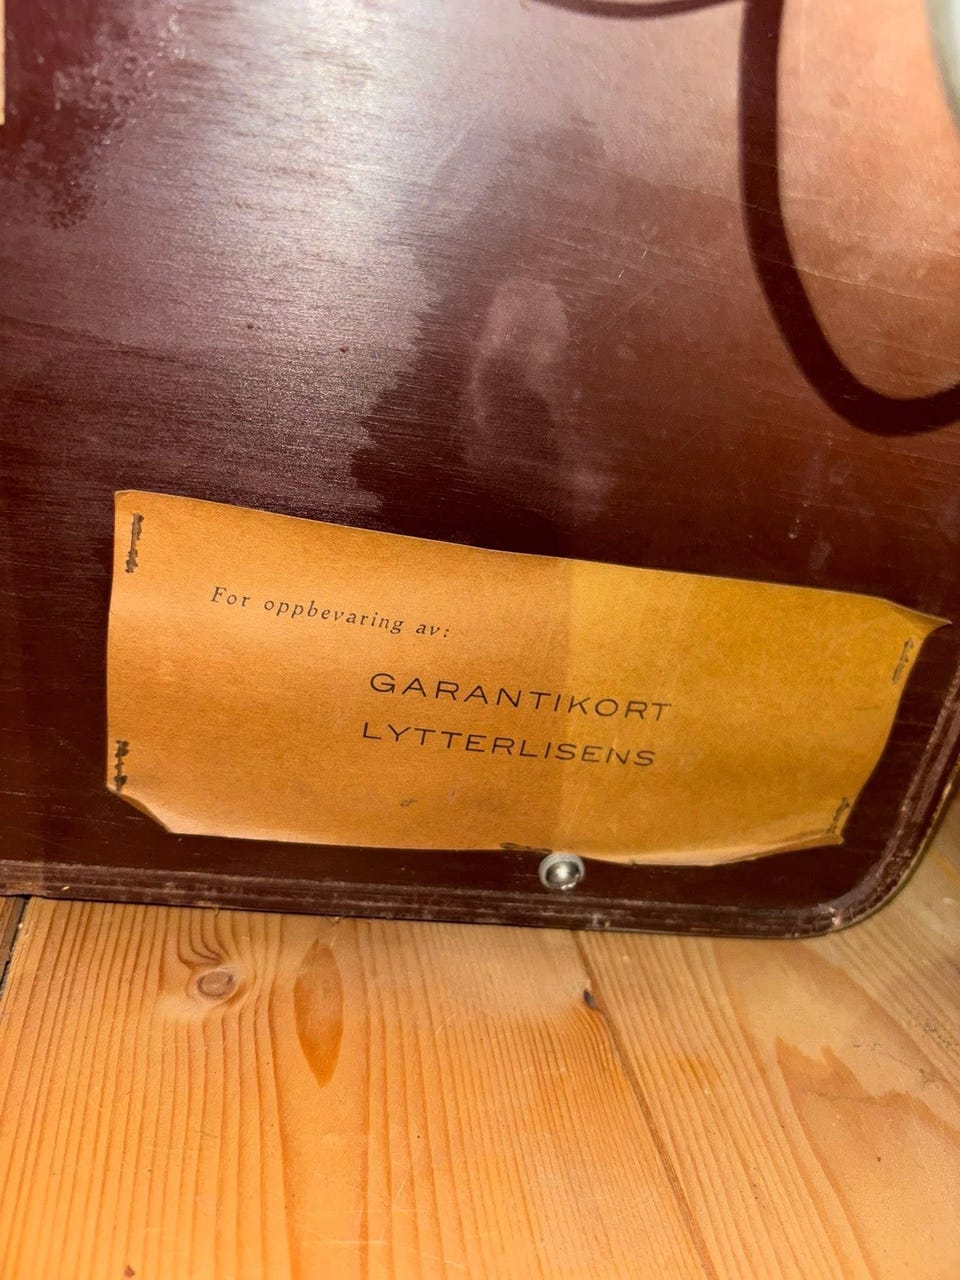 For oppbevaring av:
GARANTIKORT
LYTTERLISENS